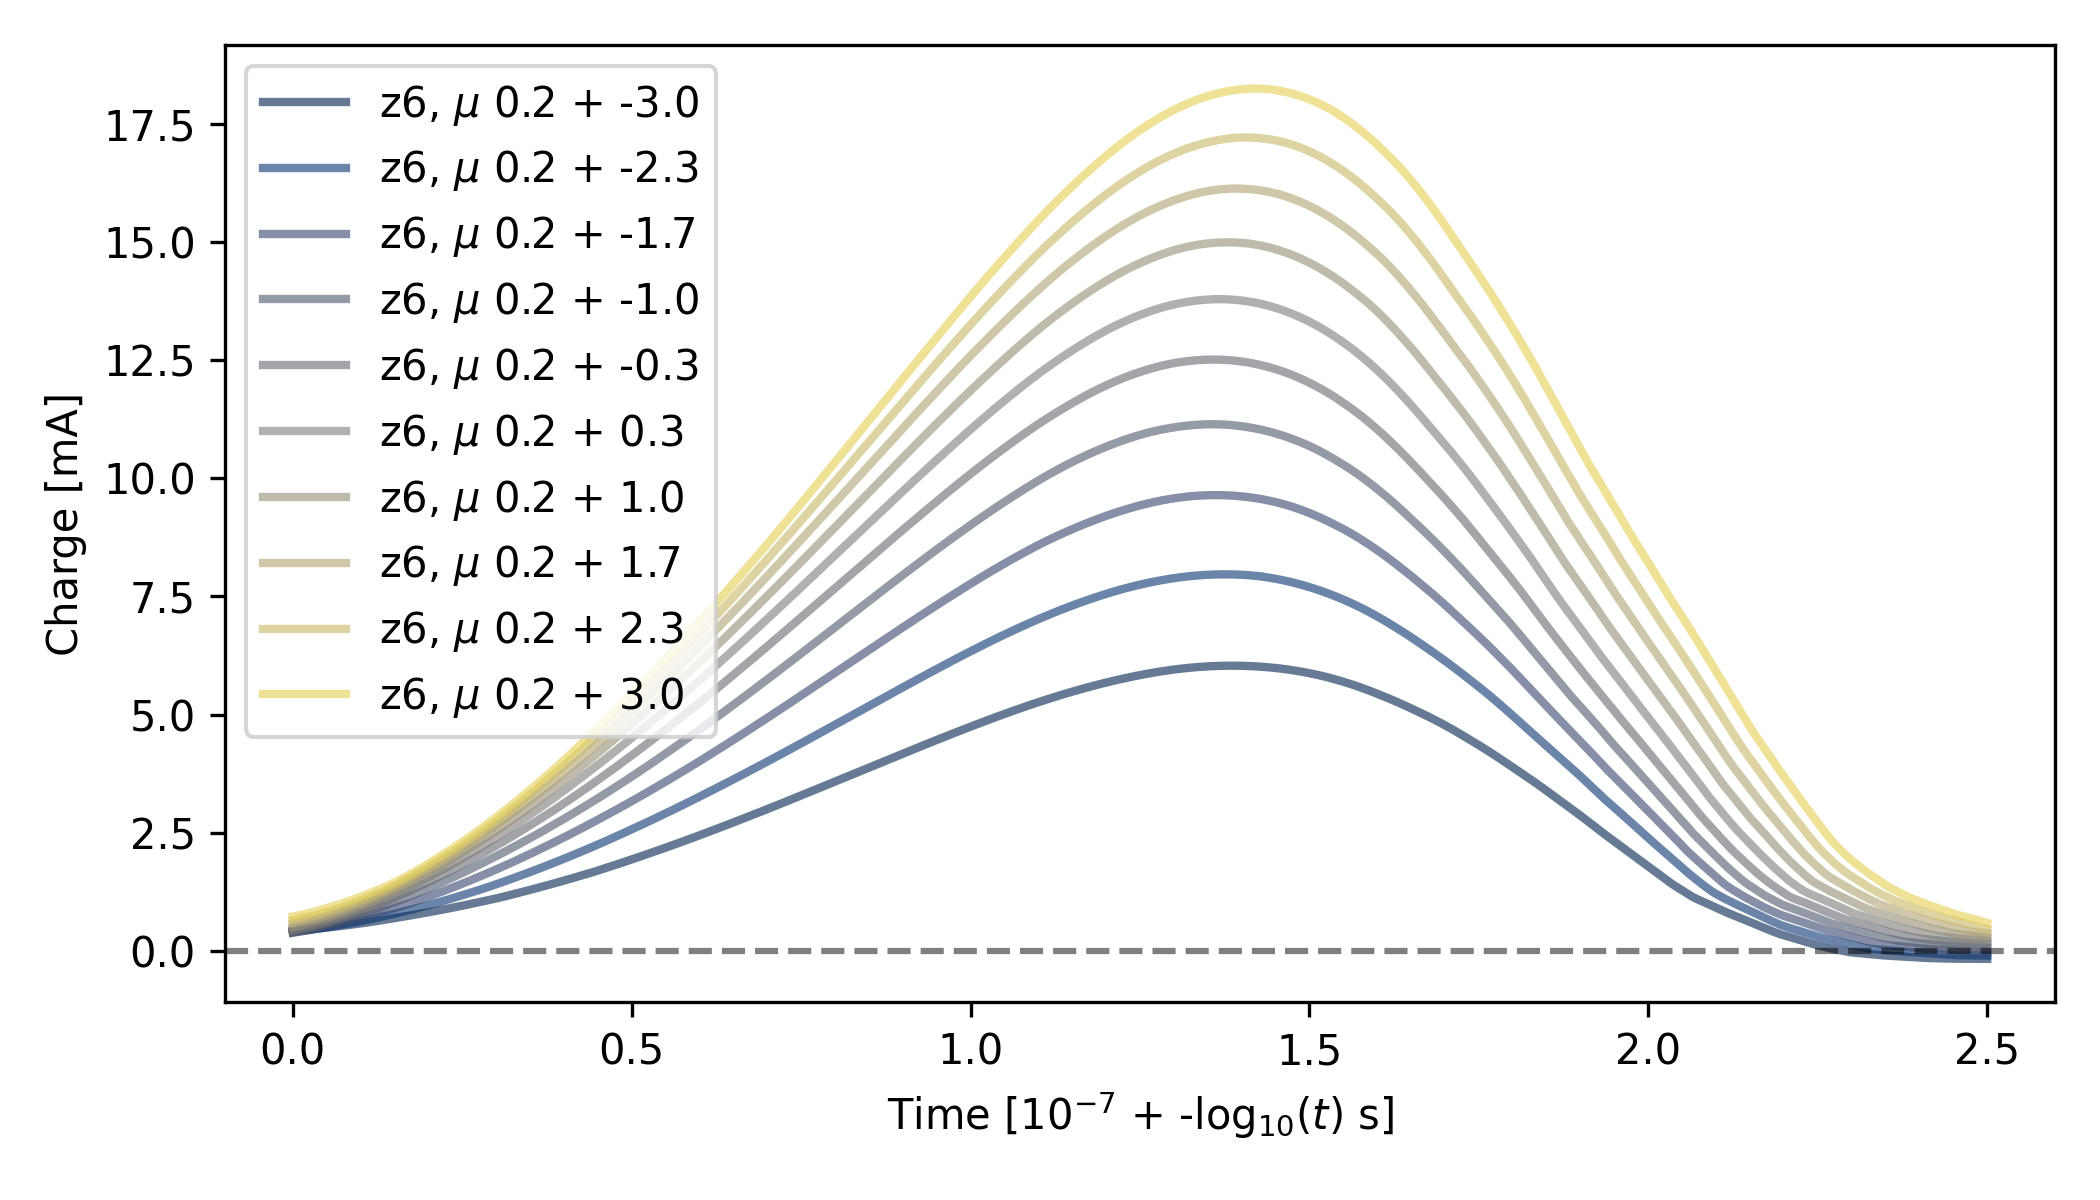 z6, μ 0.2 + -3.0
z6, μ 0.2 + -2.3
z6, μ 0.2 + -1.7
z6, μ 0.2 + -1.0
z6, μ 0.2 + -0.3
z6, μ 0.2 + 0.3
z6, μ 0.2 + 1.0
z6, μ 0.2 + 1.7
z6, μ 0.2 + 2.3
z6, μ 0.2 + 3.0
17.5
15.0
12.5
10.0
7.5
5.0
2.5
0.0
Charge [mA]
0.0 0.5 1.0 1.5 2.0 2.5
Time [10⁻⁷ + -log₁₀(t) s]